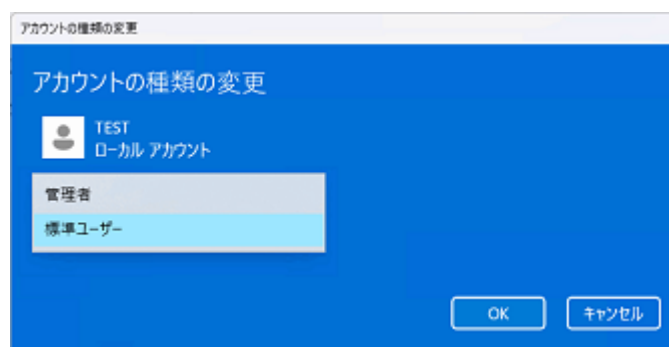 アカウントの種類の変更
アカウントの種類の変更
TEST
ローカル アカウント
管理者
標準ユーザー
OK
キャンセル